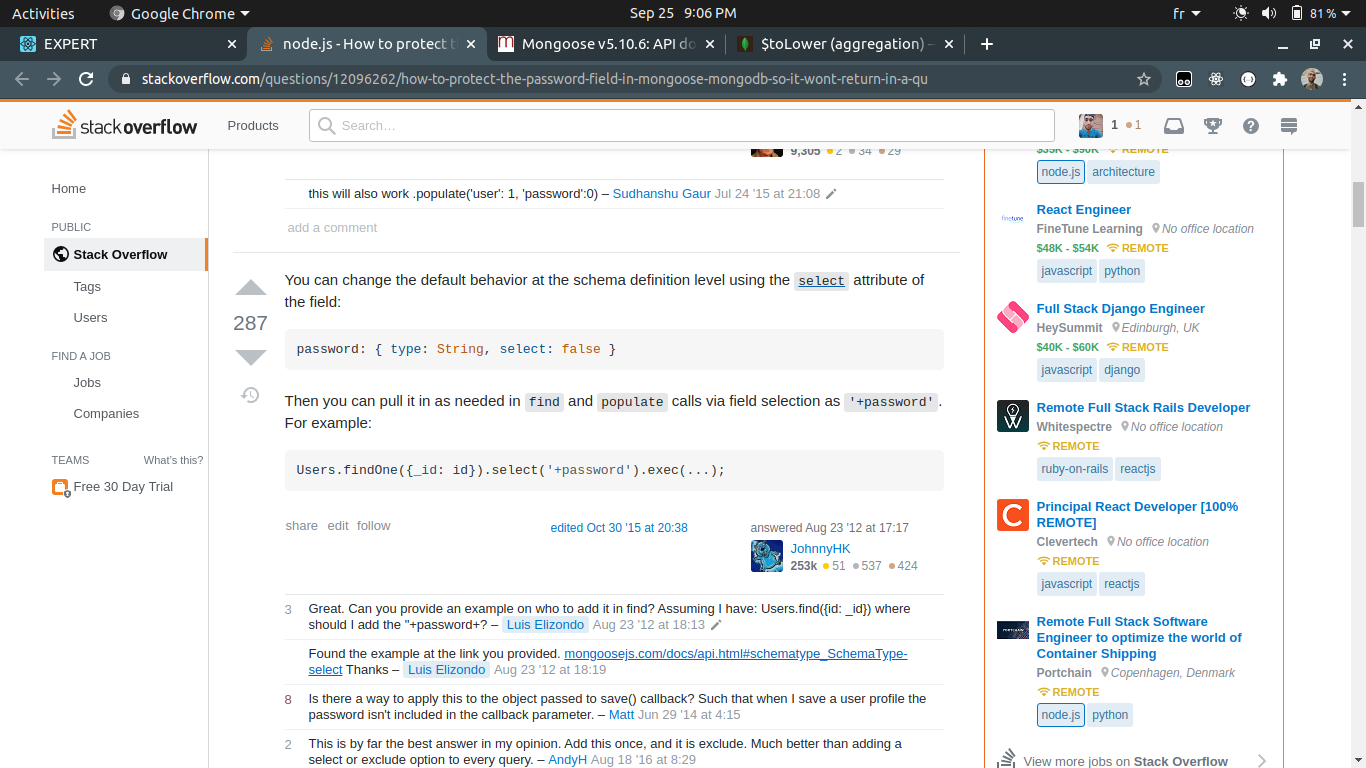 Activities
Google Chrome
Sep 25 9:06 PM
fr
81 %
EXPERT
node.js - How to protect t
Mongoose v5.10.6: API do
$toLower (aggregation) –
stackoverflow.com/questions/12096262/how-to-protect-the-password-field-in-mongoose-mongodb-so-it-wont-return-in-a-qu
stackoverflow
Products
Search…
1 1
Home
PUBLIC
Stack Overflow
Tags
Users
FIND A JOB
Jobs
Companies
TEAMS What's this?
Free 30 Day Trial
9,305 2 34 29
this will also work .populate('user': 1, 'password':0) – Sudhanshu Gaur Jul 24 '15 at 21:08
add a comment
287
You can change the default behavior at the schema definition level using the select attribute of
the field:
password: { type: String, select: false }
Then you can pull it in as needed in find and populate calls via field selection as '+password'.
For example:
Users.findOne({_id: id}).select('+password').exec(...);
share edit follow
edited Oct 30 '15 at 20:38
answered Aug 23 '12 at 17:17
JohnnyHK
253k 51 537 424
3 Great. Can you provide an example on who to add it in find? Assuming I have: Users.find({id: _id}) where
should I add the "+password+? – Luis Elizondo Aug 23 '12 at 18:13
Found the example at the link you provided. mongoosejs.com/docs/api.html#schematype_SchemaType-
select Thanks – Luis Elizondo Aug 23 '12 at 18:19
8 Is there a way to apply this to the object passed to save() callback? Such that when I save a user profile the
password isn't included in the callback parameter. – Matt Jun 29 '14 at 4:15
2 This is by far the best answer in my opinion. Add this once, and it is exclude. Much better than adding a
select or exclude option to every query. – AndyH Aug 18 '16 at 8:29
$35K - $90K REMOTE
node.js architecture
finetune
React Engineer
FineTune Learning No office location
$48K - $54K REMOTE
javascript python
Full Stack Django Engineer
HeySummit Edinburgh, UK
$40K - $60K REMOTE
javascript django
Remote Full Stack Rails Developer
Whitespectre No office location
REMOTE
ruby-on-rails reactjs
Principal React Developer [100%
REMOTE]
Clevertech No office location
REMOTE
javascript reactjs
PORTCHAIN
Remote Full Stack Software
Engineer to optimize the world of
Container Shipping
Portchain Copenhagen, Denmark
REMOTE
node.js python
View more jobs on Stack Overflow